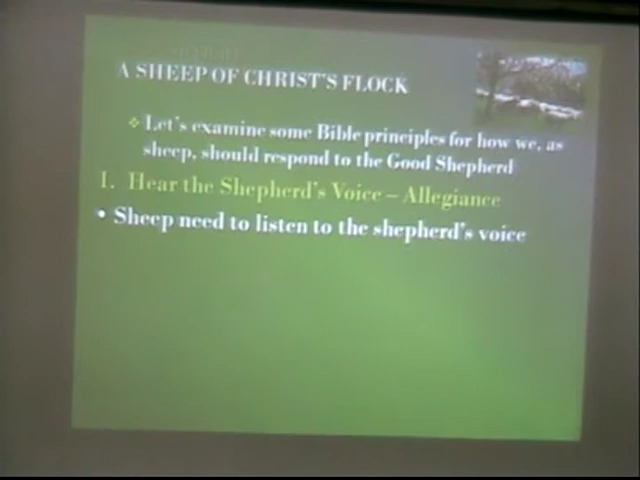 A SHEEP OF CHRIST'S FLOCK
❖ Let's examine some Bible principles for how we, as
sheep, should respond to the Good Shepherd
I. Hear the Shepherd's Voice – Allegiance
• Sheep need to listen to the shepherd's voice